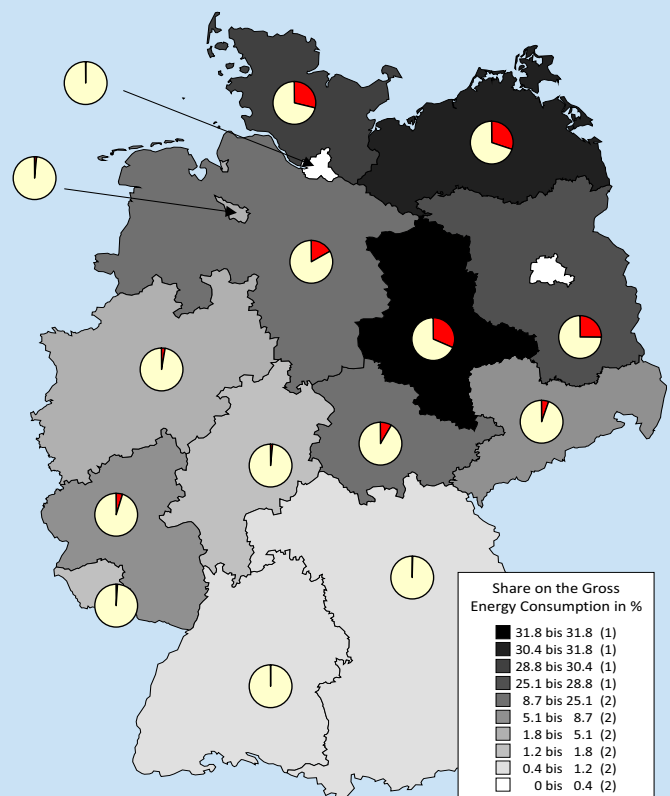 Share on the Gross
Energy Consumption in %
31.8 bis 31.8 (1)
30.4 bis 31.8 (1)
28.8 bis 30.4 (1)
25.1 bis 28.8 (1)
8.7 bis 25.1 (2)
5.1 bis 8.7 (2)
1.8 bis 5.1 (2)
1.2 bis 1.8 (2)
0.4 bis 1.2 (2)
0 bis 0.4 (2)